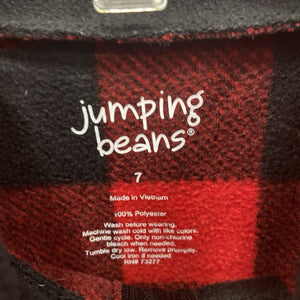 jumping
beans®
7
Made in Vietnam
100% Polyester
Wash before wearing.
Machine wash cold with like colors.
Gentle cycle. Only non-chlorine
bleach when needed.
Tumble dry low. Remove promptly.
Cool iron if needed
RN# 73277